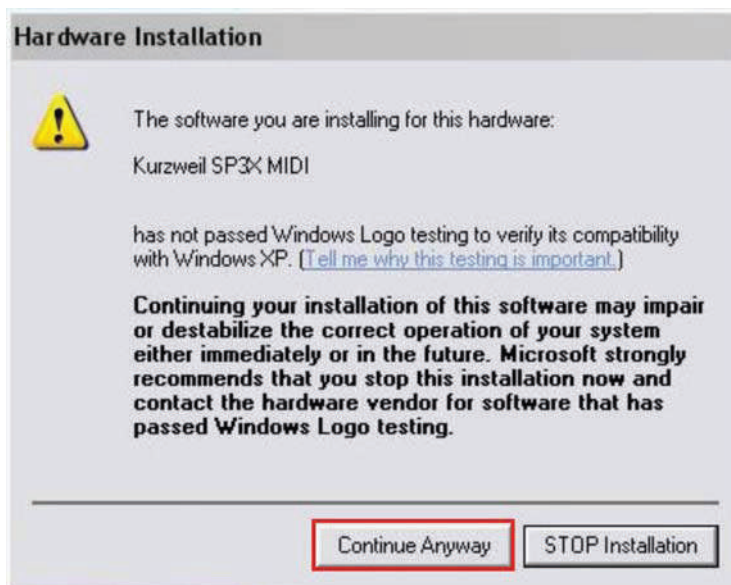 Hardware Installation
The software you are installing for this hardware:
Kurzweil SP3X MIDI
has not passed Windows Logo testing to verify its compatibility
with Windows XP. (Tell me why this testing is important.)
Continuing your installation of this software may impair
or destabilize the correct operation of your system
either immediately or in the future. Microsoft strongly
recommends that you stop this installation now and
contact the hardware vendor for software that has
passed Windows Logo testing.
Continue Anyway
STOP Installation